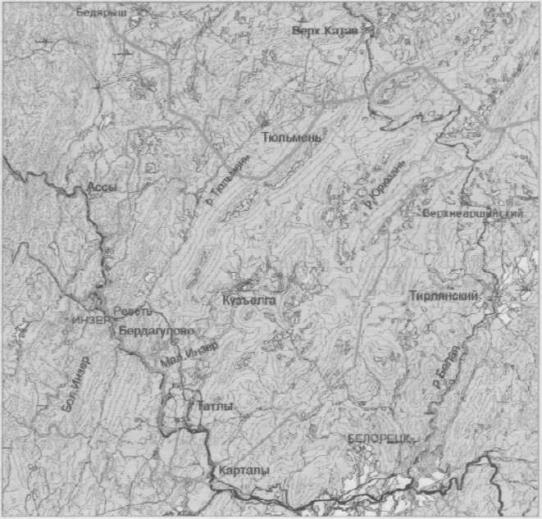 Бедярыш
Верх.Катав
Тюльмень
р.Тюльмень
р.Юрюзань
Ассы
Верхнеаршинский
Кузъелга
Тирлянский
Реветь
ИНЗЕР
Бердагулово
Мал.Инзер
Бол.Инзер
р.Белая
Татлы
БЕЛОРЕЦК
Карталы